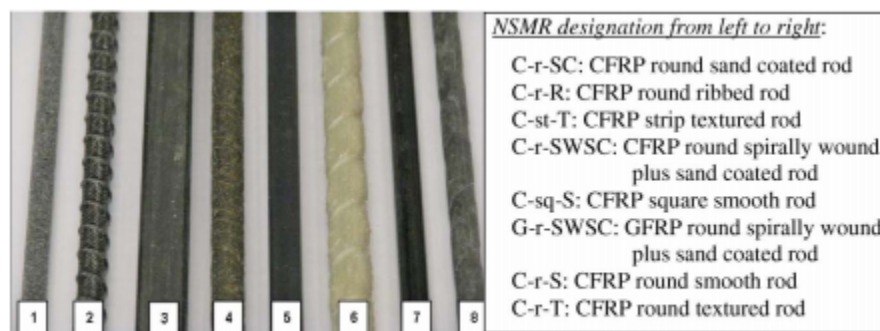 NSMR designation from left to right:
C-r-SC: CFRP round sand coated rod
C-r-R: CFRP round ribbed rod
C-st-T: CFRP strip textured rod
C-r-SWSC: CFRP round spirally wound
plus sand coated rod
C-sq-S: CFRP square smooth rod
G-r-SWSC: GFRP round spirally wound
plus sand coated rod
C-r-S: CFRP round smooth rod
C-r-T: CFRP round textured rod
1 2 3 4 5 6 7 8